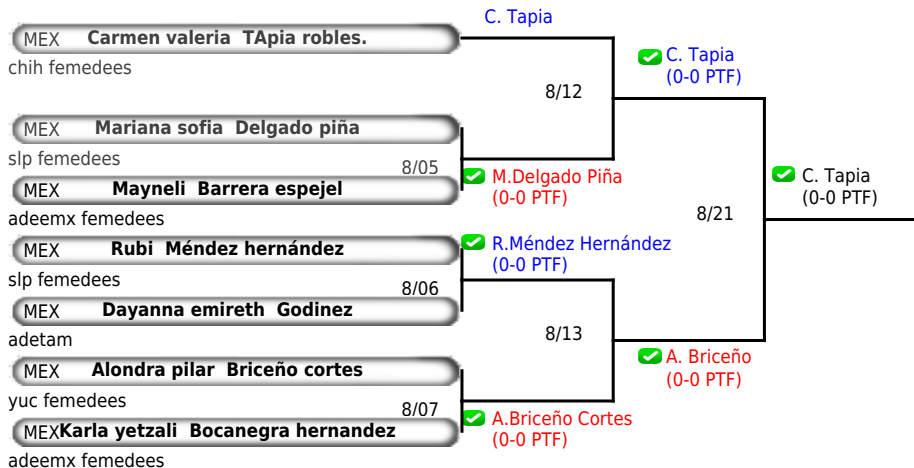 C. Tapia
MEX Carmen valeria TApia robles.
chih femedees
C. Tapia
(0-0 PTF)
8/12
MEX Mariana sofia Delgado piña
slp femedees
8/05
M.Delgado Piña
(0-0 PTF)
C. Tapia
(0-0 PTF)
MEX Mayneli Barrera espejel
adeemx femedees
8/21
MEX Rubi Méndez hernández
slp femedees
R.Méndez Hernández
(0-0 PTF)
8/06
MEX Dayanna emireth Godinez
adetam
8/13
A. Briceño
(0-0 PTF)
MEX Alondra pilar Briceño cortes
yuc femedees
8/07
A.Briceño Cortes
(0-0 PTF)
MEXKarla yetzali Bocanegra hernandez
adeemx femedees